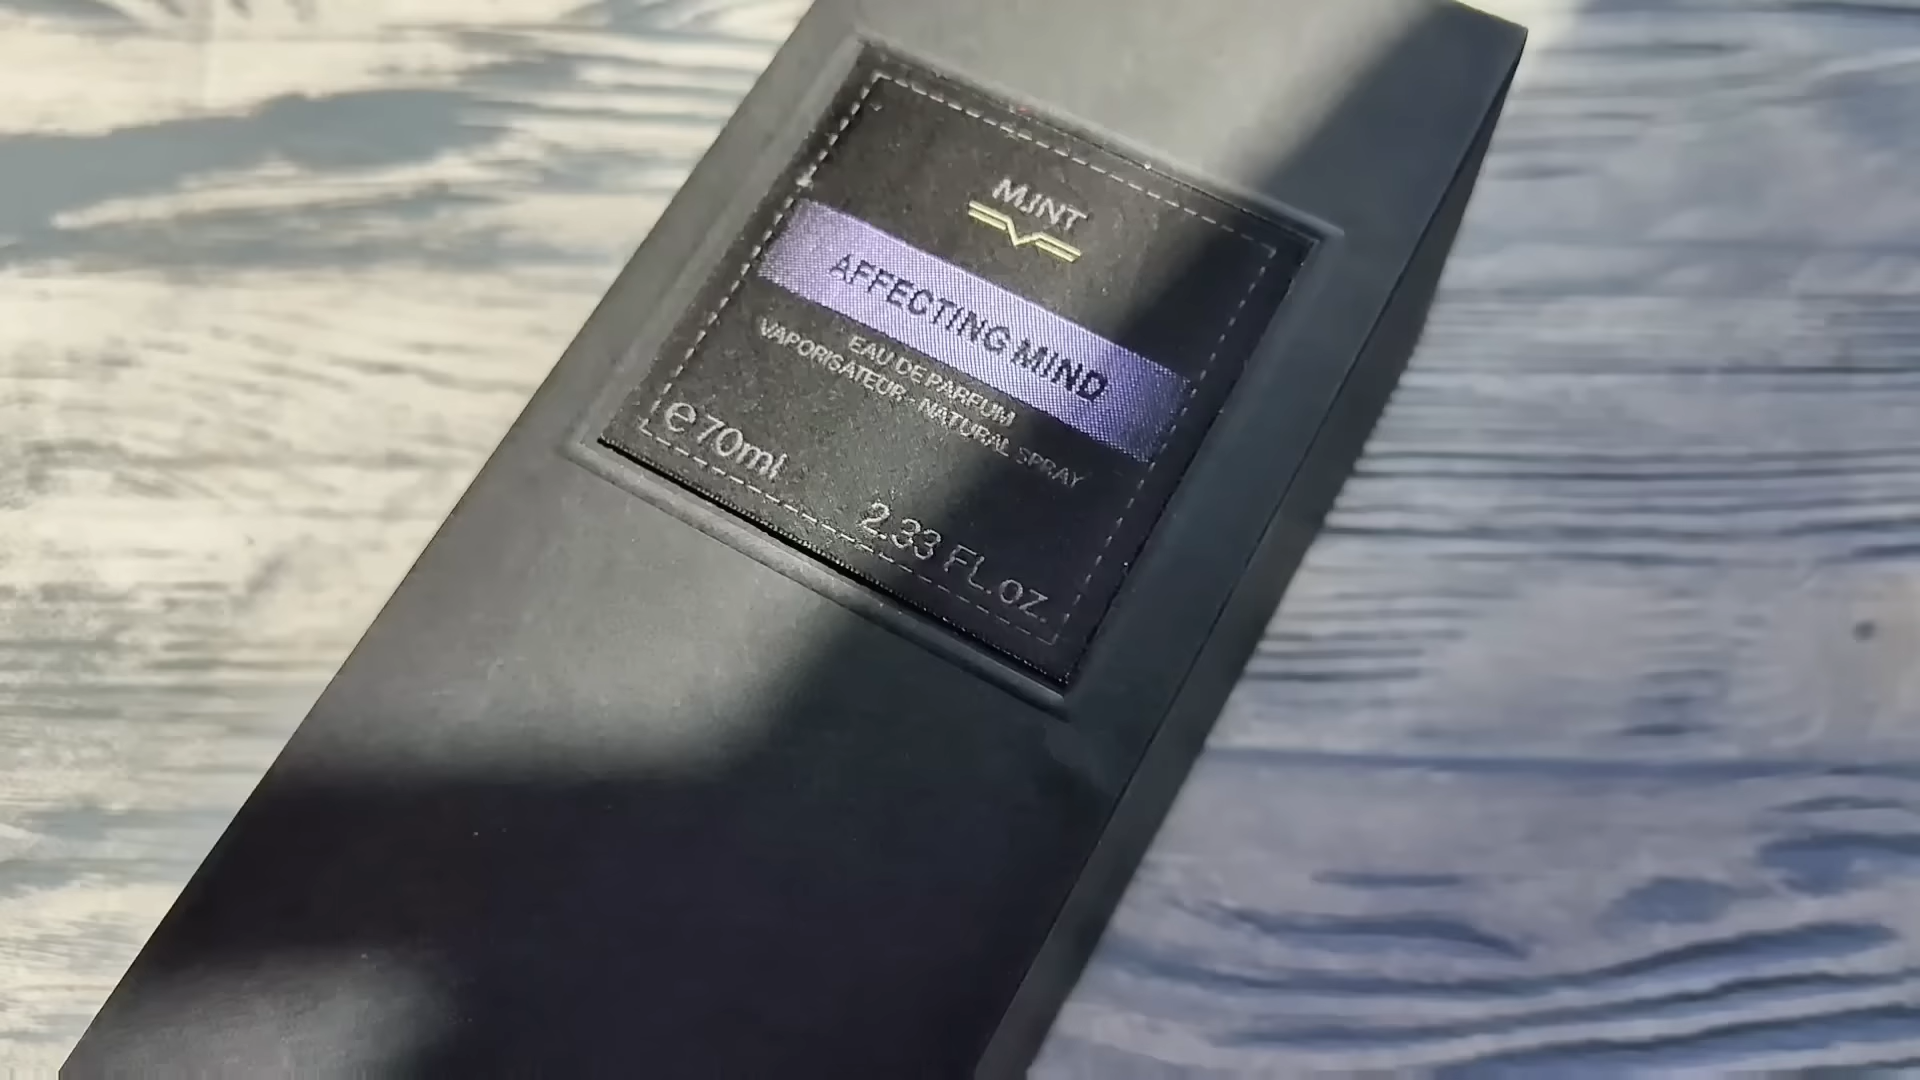 MJNT
AFFECTING MIND
EAU DE PARFUM
VAPORISATEUR - NATURAL SPRAY
e 70ml
2.33 FL.OZ.